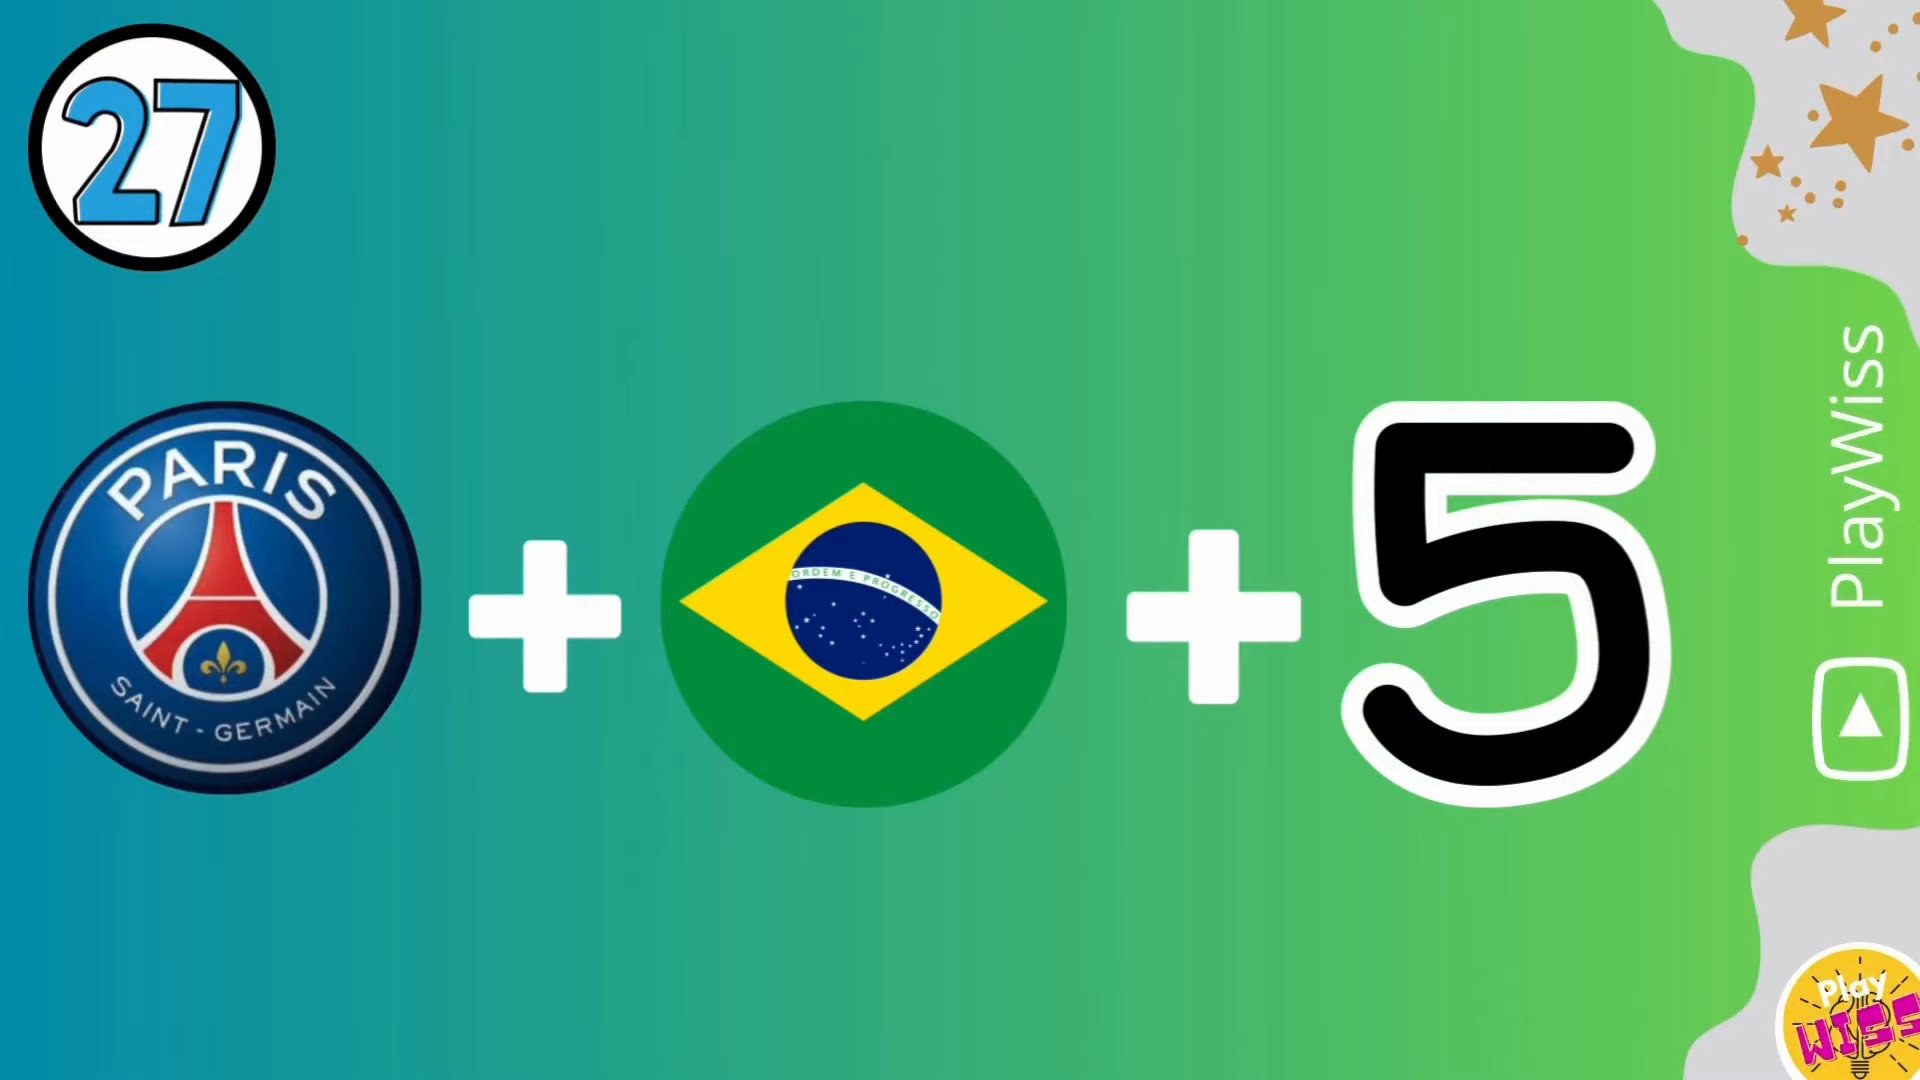 27
PARIS
SAINT - GERMAIN
ORDEM E PROGRESSO
5
PlayWiss
Play
WISS